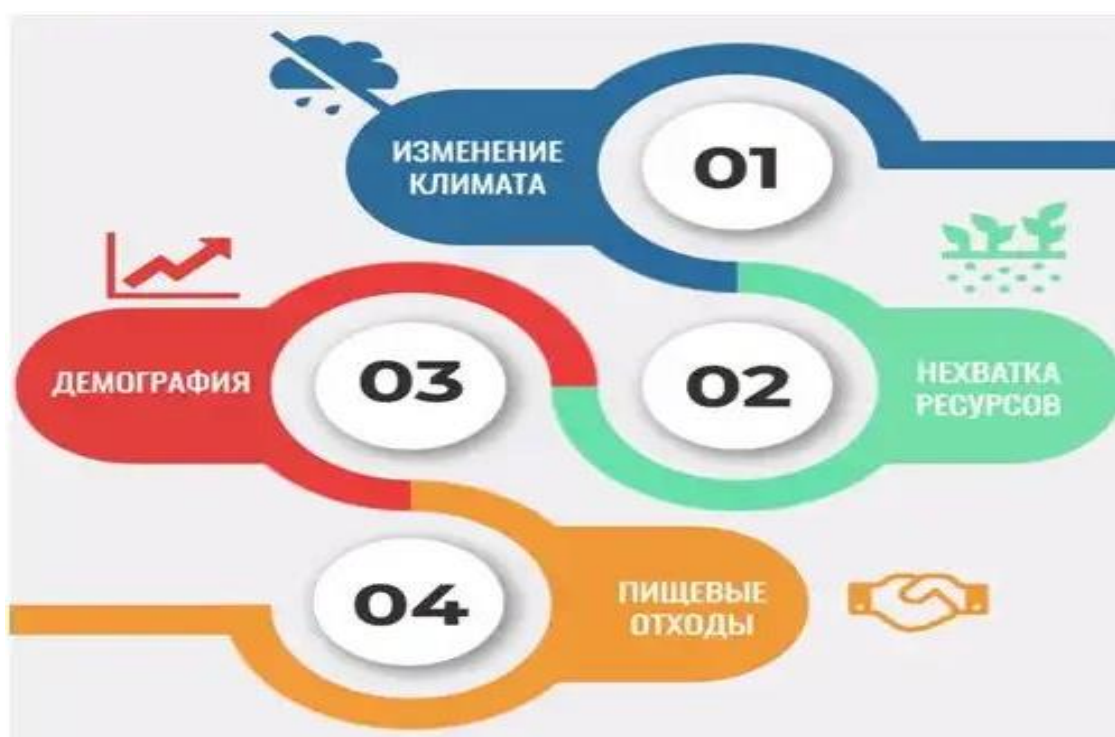 ИЗМЕНЕНИЕ
КЛИМАТА
01
02
НЕХВАТКА
РЕСУРСОВ
ДЕМОГРАФИЯ
03
04
ПИЩЕВЫЕ
ОТХОДЫ